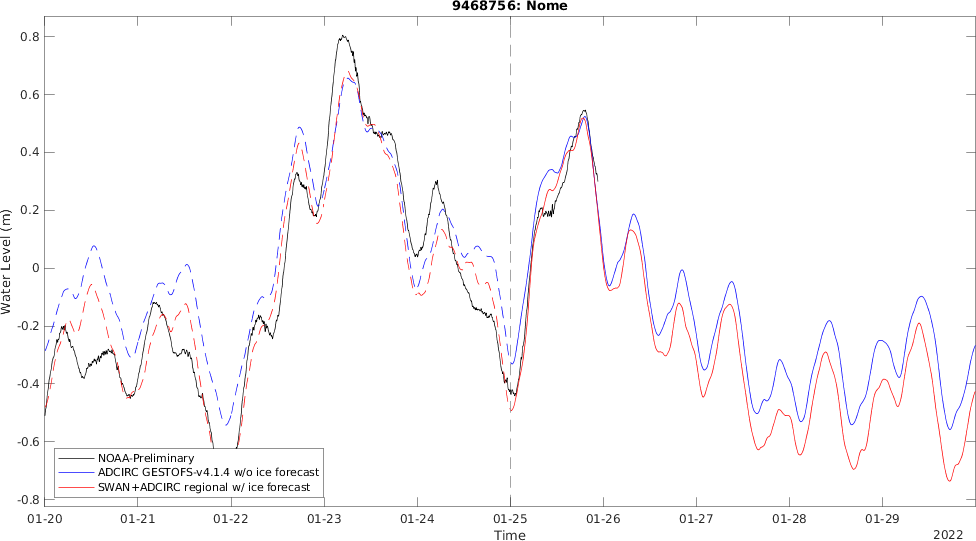 9468756: Nome
Water Level (m)
0.8
0.6
0.4
0.2
0
-0.2
-0.4
-0.6
-0.8
NOAA-Preliminary
ADCIRC GESTOFS-v4.1.4 w/o ice forecast
SWAN+ADCIRC regional w/ ice forecast
01-20 01-21 01-22 01-23 01-24 01-25 01-26 01-27 01-28 01-29
Time
2022